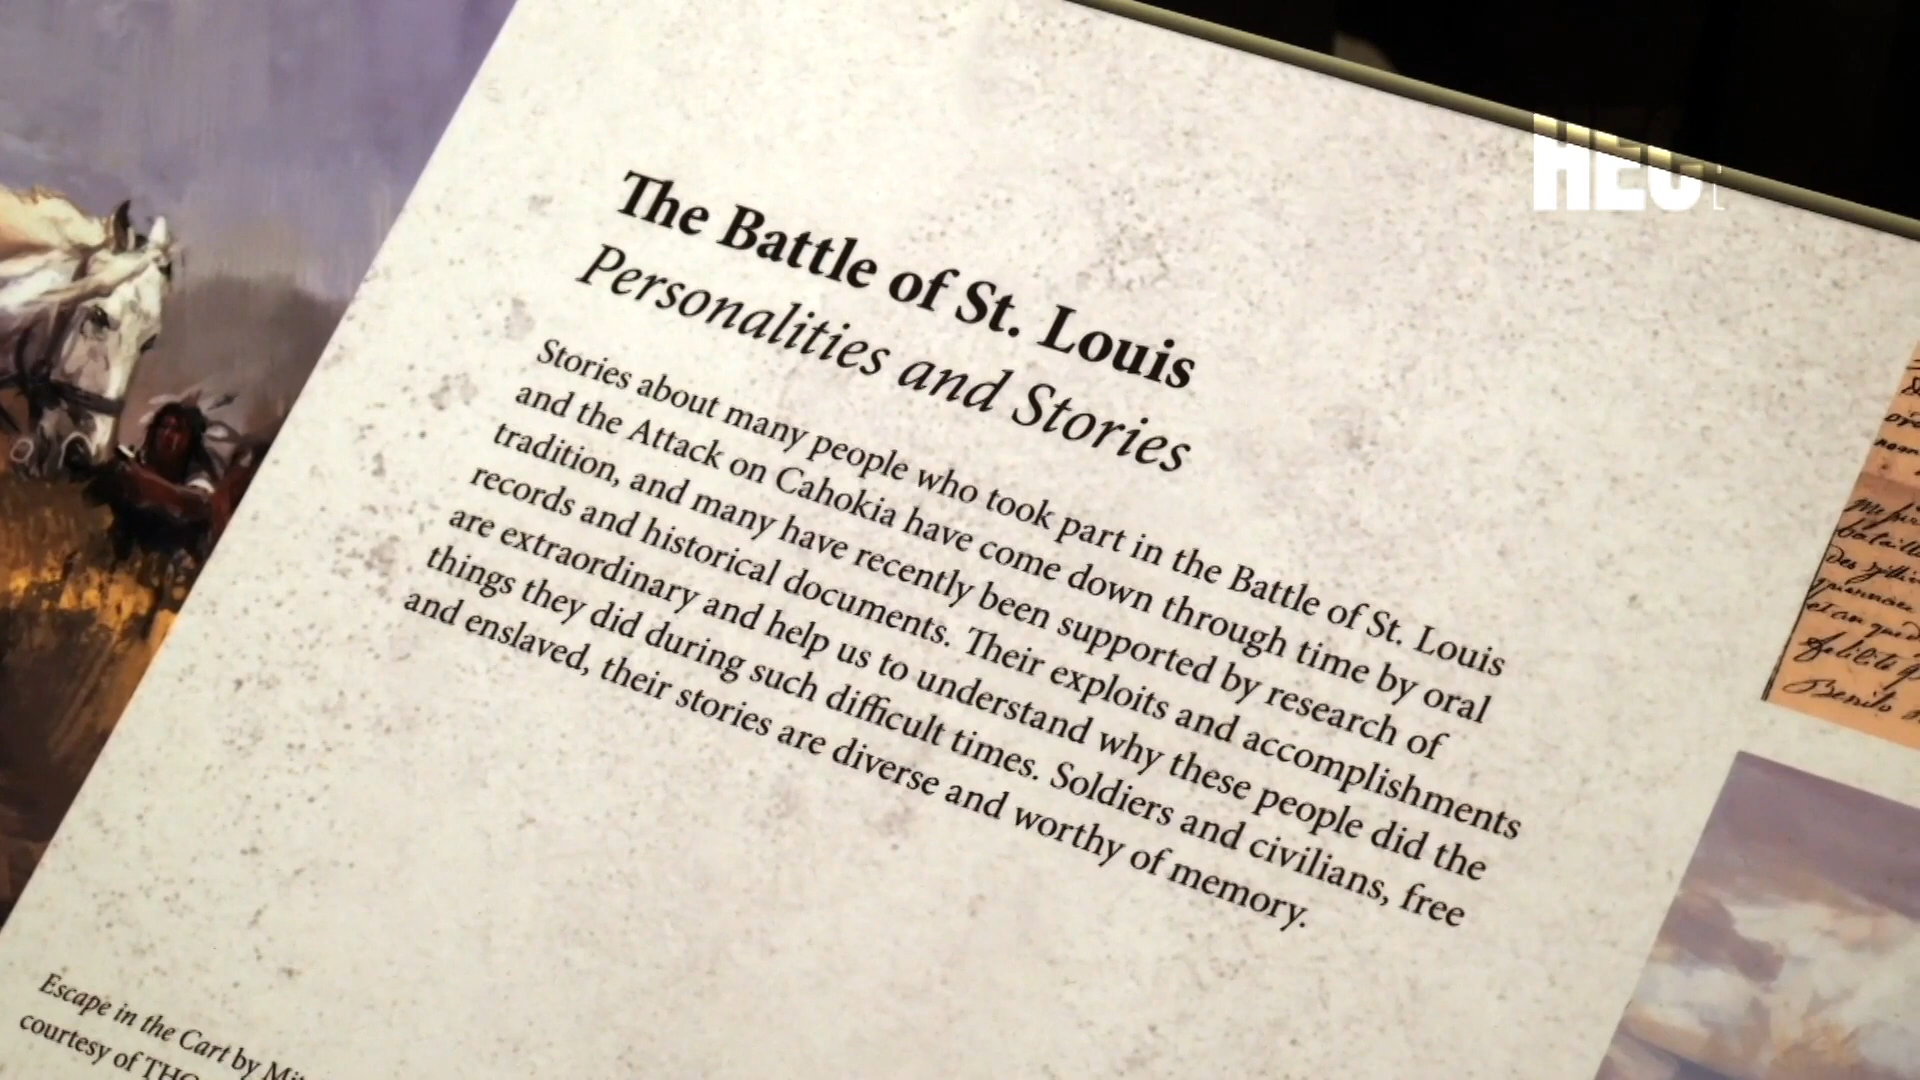 The Battle of St. Louis
Personalities and Stories
Stories about many people who took part in the Battle of St. Louis
and the Attack on Cahokia have come down through time by oral
tradition, and many have recently been supported by research of
records and historical documents. Their exploits and accomplishments
are extraordinary and help us to understand why these people did the
things they did during such difficult times. Soldiers and civilians, free
and enslaved, their stories are diverse and worthy of memory.
Escape in the Cart by
courtesy of
HEC
Benito